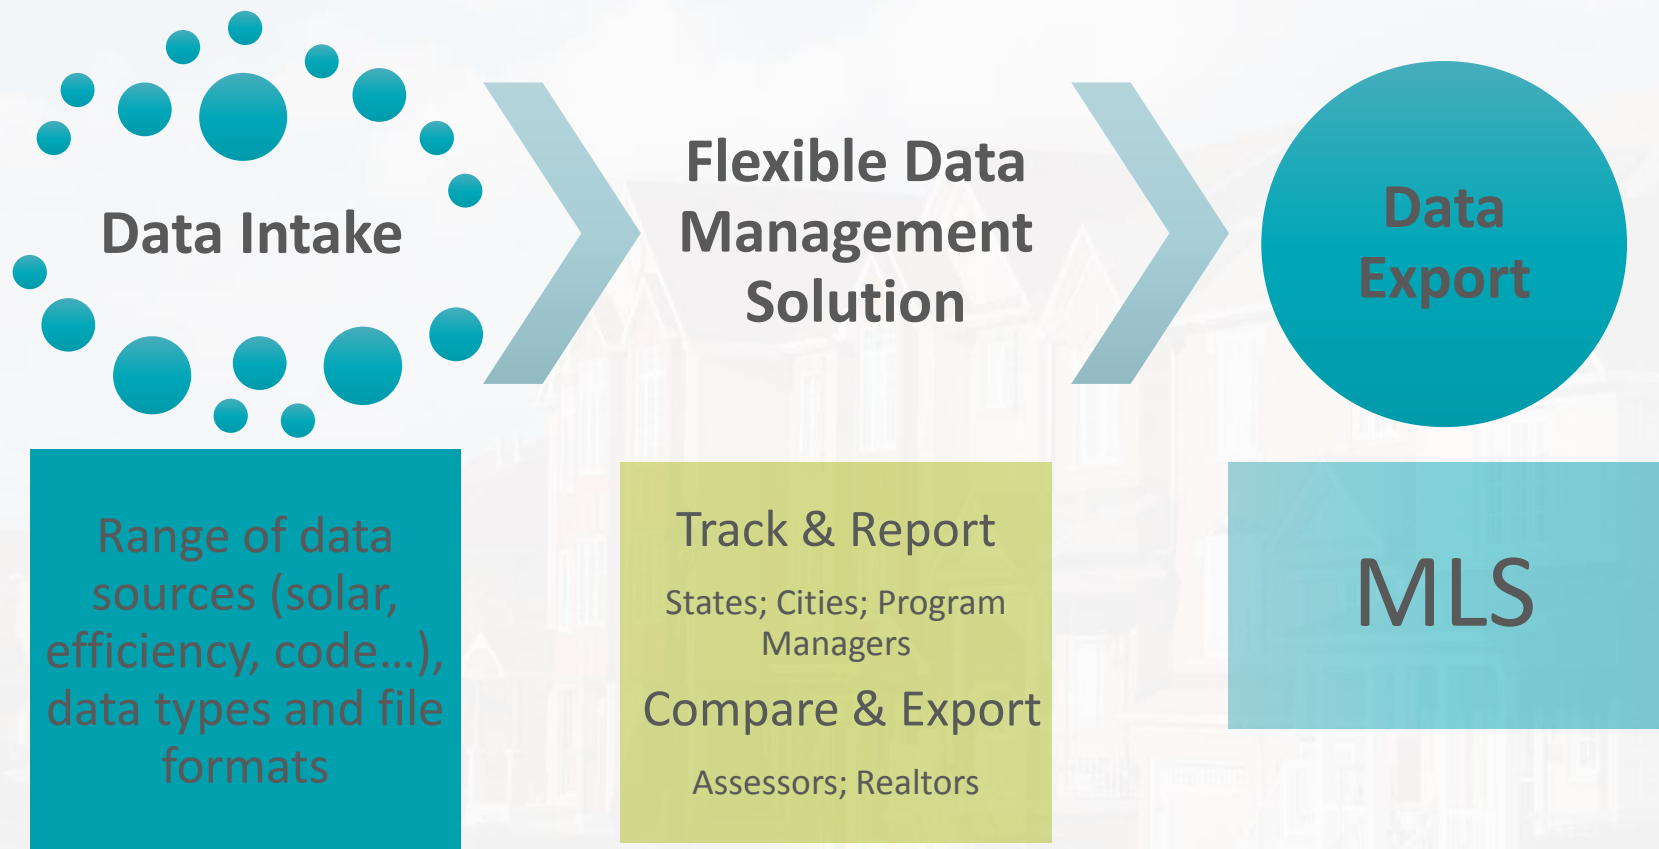 Data Intake
Flexible Data
Management
Solution
Data
Export
Range of data
sources (solar,
efficiency, code…),
data types and file
formats
Track & Report
States; Cities; Program
Managers
Compare & Export
Assessors; Realtors
MLS